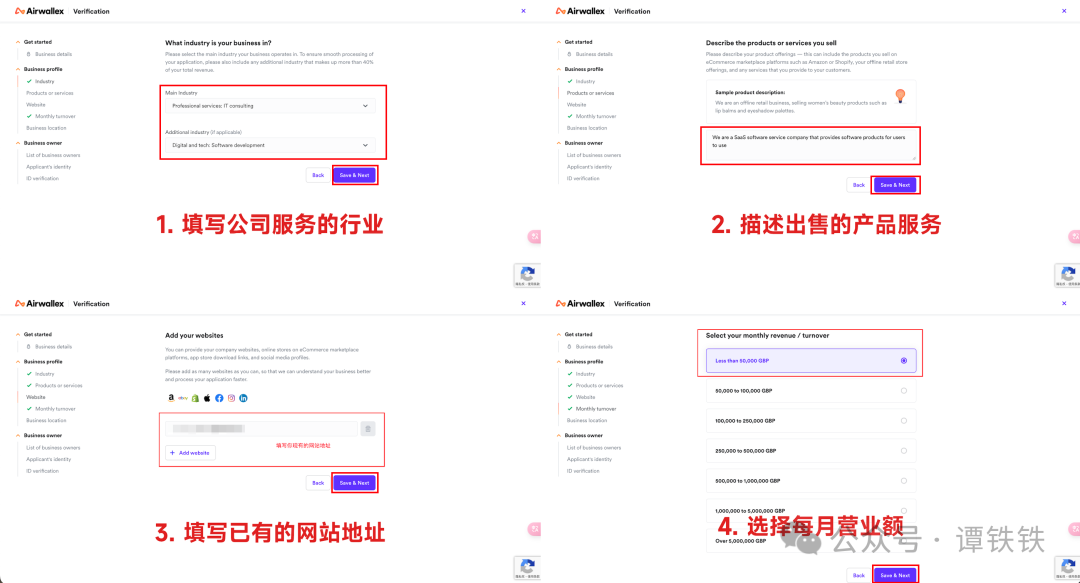 Airwallex Verification
Get started
Business details
Business profile
Industry
Products or services
Website
Monthly turnover
Business location
Business owner
List of business owners
Applicant's identity
ID verification
What industry is your business in?
Please select the main industry your business operates in. To ensure smooth processing of
your application, please also include any additional industry that makes up more than 40%
of your total revenue.
Main Industry
Professional services: IT consulting
Additional industry (if applicable)
Digital and tech: Software development
Back
Save & Next
1. 填写公司服务的行业
Airwallex Verification
Get started
Business details
Business profile
Industry
Products or services
Website
Monthly turnover
Business location
Business owner
List of business owners
Applicant's identity
ID verification
Describe the products or services you sell
Please describe your product offerings — this can include the products you sell on
eCommerce marketplace platforms such as Amazon or Shopify, your offline retail store
offerings, and any services that you provide to your customers.
Sample product description:
We are an offline retail business, selling women's beauty products such as
lip balms and eyeshadow palettes.
We are a SaaS software service company that provides software products for users
to use
Back
Save & Next
2. 描述出售的产品服务
Airwallex Verification
Get started
Business details
Business profile
Industry
Products or services
Website
Monthly turnover
Business location
Business owner
List of business owners
Applicant's identity
ID verification
Add your websites
You can provide your company websites, online stores on eCommerce marketplace
platforms, app store download links, and social media profiles.
Please add as many websites as you can, so that we can understand your business better
and process your application faster.
填写你现有的网站地址
+ Add website
Back
Save & Next
3. 填写已有的网站地址
Airwallex Verification
Get started
Business details
Business profile
Industry
Products or services
Website
Monthly turnover
Business location
Business owner
List of business owners
Applicant's identity
ID verification
Select your monthly revenue / turnover
Less than 50,000 GBP
50,000 to 100,000 GBP
100,000 to 250,000 GBP
250,000 to 500,000 GBP
500,000 to 1,000,000 GBP
1,000,000 to 5,000,000 GBP
Over 5,000,000 GBP
4. 选择每月营业额
公众号 · 谭铁铁
Back
Save & Next